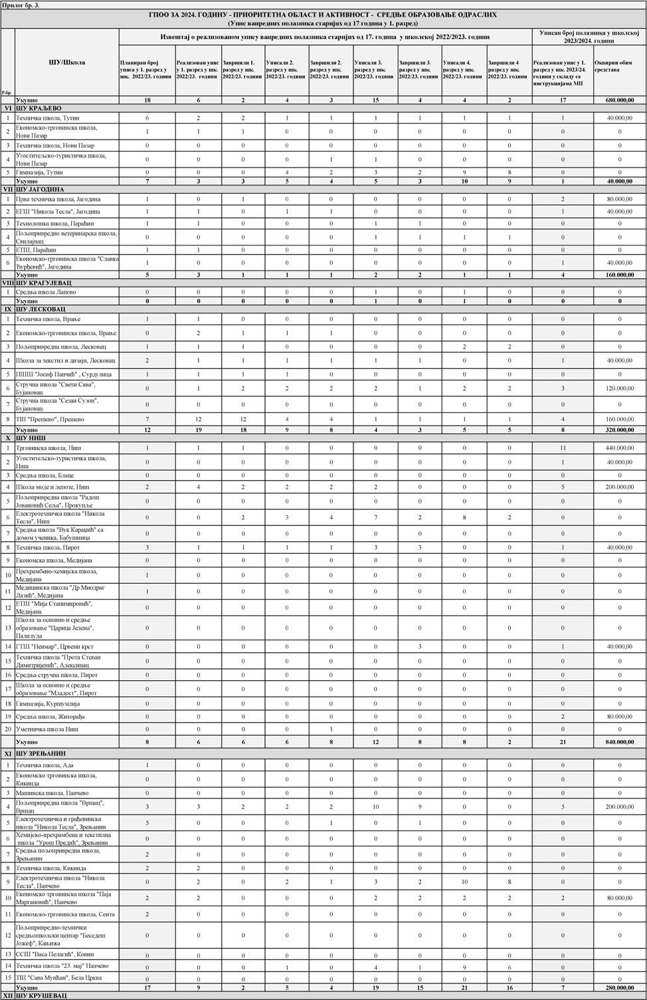 Прилог бр. 3.
ГПОО ЗА 2024. ГОДИНУ - ПРИОРИТЕТНА ОБЛАСТ И АКТИВНОСТ - СРЕДЊЕ ОБРАЗОВАЊЕ ОДРАСЛИХ
(Упис ванредних полазника старијих од 17 година у 1. разред)
Извештај о реализованом упису ванредних полазника старијих од 17. година у школској 2022/2023. години
Уписан број полазника у школској 2023/2024. години
Р.бр. ШУ/Школа Планиран број уписа у 1. разред у шк. шк. 2022/23. години Реализован упис у 1. разред у шк. 2022/23. години Завршили 1. разред у шк. 2022/23. години Уписали 2. разред у шк. 2022/23. години Завршили 2. разред у шк. 2022/23. години Уписали 3. разред у шк. 2022/23. години Завршили 3. разред у шк. 2022/23. години Уписали 4. разред у шк. 2022/23. години Завршили 4 разред у шк. 2022/23. години Реализован упис у 1. разред у шк. 2023/24. години у складу са инструкцијама МП Оквирни обим средстава
Укупно 18 6 2 4 3 15 4 4 2 17 680.000,00
VI ШУ КРАЉЕВО
1 Техничка школа, Тутин 6 2 2 1 1 1 1 1 1 1 40.000,00
2 Економско-трговинска школа, Нови Пазар 1 1 1 0 0 0 0 0 0 0 0
3 Техничка школа, Нови Пазар 0 0 0 0 0 0 0 0 0 0 0
4 Угоститељско-туристичка школа, Нови Пазар 0 0 0 0 1 1 0 0 0 0 0
5 Гимназија, Тутин 0 0 0 4 2 3 2 9 8 0 0
Укупно 7 3 3 5 4 5 3 10 9 1 40.000,00
VII ШУ ЈАГОДИНА
1 Прва техничка школа, Јагодина 1 0 1 0 0 0 0 0 0 2 80.000,00
2 ЕГШ "Никола Тесла", Јагодина 1 1 0 1 1 0 0 0 0 1 40.000,00
3 Технолошка школа, Параћин 1 1 0 0 0 1 1 0 0 0 0
4 Пољопривредно ветеринарска школа, Свилајнац 0 0 0 0 0 1 1 1 1 0 0
5 ЕТШ, Параћин 1 1 0 0 0 0 0 0 0 0 0
6 Економско-трговинска школа "Славка Ђурђевић", Јагодина 1 0 0 0 0 0 0 0 0 1 40.000,00
Укупно 5 3 1 1 1 2 2 1 1 4 160.000,00
VIII ШУ КРАГУЈЕВАЦ
1 Средња школа Лапово 0 0 0 0 0 1 0 1 0 0 0
Укупно 0 0 0 0 0 1 0 1 0 0 0
IX ШУ ЛЕСКОВАЦ
1 Техничка школа, Врање 1 1 0 0 0 0 0 0 0 0 0
2 Економско-трговинска школа, Врање 0 2 1 1 1 0 0 0 0 0 0
3 Пољопривредна школа, Лесковац 1 1 1 0 0 0 0 2 2 0 0
4 Школа за текстил и дизајн, Лесковац 2 1 1 1 1 1 1 0 0 1 40.000,00
5 ПШШ "Јосиф Панчић" , Сурдулица 1 1 1 1 0 0 0 0 0 0 0
6 Стручна школа "Свети Сава", Бујановац 0 1 2 2 2 2 1 2 2 3 120.000,00
7 Стручна школа "Сезаи Сузои", Бујановац 0 0 0 0 0 0 0 0 0 0 0
8 ТШ "Прешево", Прешево 7 12 12 4 4 1 1 1 1 4 160.000,00
Укупно 12 19 18 9 8 4 3 5 5 8 320.000,00
X ШУ НИШ
1 Трговинска школа, Ниш 1 1 1 0 0 0 0 0 0 11 440.000,00
2 Угоститељско-туристичка школа, Ниш 0 0 0 0 0 0 0 0 0 1 40.000,00
3 Средња школа, Блаце 0 0 0 0 0 0 0 0 0 0 0
4 Школа моде и лепоте, Ниш 2 4 2 2 2 2 0 0 0 5 200.000,00
5 Пољопривредна школа "Радош Јовановић Сеља", Прокупље 0 0 0 0 0 0 0 0 0 0 0
6 Електротехничка школа "Никола Тесла", Ниш 0 0 2 3 4 7 2 8 2 0 0
7 Средња школа "Вук Караџић" са домом ученика, Бабушница 0 0 0 0 0 0 0 0 0 0 0
8 Техничка школа, Пирот 3 1 1 1 1 3 3 0 0 1 40.000,00
9 Економска школа, Медијана 0 0 0 0 0 0 0 0 0 0 0
10 Прехрамбено-хемијска школа, Медијана 1 0 0 0 0 0 0 0 0 0 0
11 Медицинска школа "Др Миодраг Лазић", Медијана 1 0 0 0 0 0 0 0 0 0 0
12 ЕТШ "Мија Станимировић", Медијана 0 0 0 0 0 0 0 0 0 0 0
13 Школа за основно и средње образовање "Царица Јелена", Палилула 0 0 0 0 0 0 0 0 0 0 0
14 ГТШ "Неимар", Црвени крст 0 0 0 0 0 0 3 0 0 1 40.000,00
15 Техничка школа "Прота Стеван Димитријевић", Алексинац 0 0 0 0 0 0 0 0 0 0 0
16 Средња стручна школа, Пирот 0 0 0 0 0 0 0 0 0 0 0
17 Школа за основно и средње образовање "Младост", Пирот 0 0 0 0 0 0 0 0 0 0 0
18 Гимназија, Куршумлија 0 0 0 0 0 0 0 0 0 0 0
19 Средња школа, Житорађа 0 0 0 0 0 0 0 0 0 2 80.000,00
20 Уметничка школа Ниш 0 0 0 0 1 0 0 0 0 0 0
Укупно 8 6 6 6 8 12 8 8 2 21 840.000,00
XI ШУ ЗРЕЊАНИН
1 Техничка школа, Ада 1 0 0 0 0 0 0 0 0 0 0
2 Економско трговинска школа, Кикинда 0 0 0 0 0 0 0 0 0 0 0
3 Машинска школа, Панчево 0 0 0 0 0 0 0 0 0 0 0
4 Пољопривредна школа "Вршац", Вршац 3 3 2 2 2 10 9 0 0 5 200.000,00
5 Електротехничка и грађевинска школа "Никола Тесла", Зрењанин 5 0 0 0 1 0 1 0 0 0 0
6 Хемијско-прехрамбена и текстилна школа "Урош Предић", Зрењанин 0 0 0 0 0 0 0 0 0 0 0
7 Средња пољопривредна школа, Зрењанин 2 0 0 0 0 0 0 0 0 0 0
8 Техничка школа, Кикинда 2 2 0 0 0 0 0 0 0 0 0
9 Електротехничка школа "Никола Тесла", Панчево 0 2 0 2 1 3 2 10 8 0 0
10 Економско трговинска школа "Паја Маргановић", Панчево 2 2 0 0 0 2 2 2 2 2 80.000,00
11 Економско-трговинска школа, Сента 2 0 0 0 0 0 0 0 0 0 0
12 Пољопривредно-технички средњошколски центар "Беседеш Јожеф", Кањижа 0 0 0 0 0 0 0 0 0 0 0
13 ССШ "Васа Пелагић", Ковин 0 0 0 0 0 0 0 0 0 0 0
14 Техничка школа "23. мај" Панчево 0 0 0 1 0 4 1 9 6 0 0
15 ТШ "Сава Мунћан", Бела Црква 0 0 0 0 0 0 0 0 0 0 0
Укупно 17 9 2 5 4 19 15 21 16 7 280.000,00
XII ШУ КРУШЕВАЦ